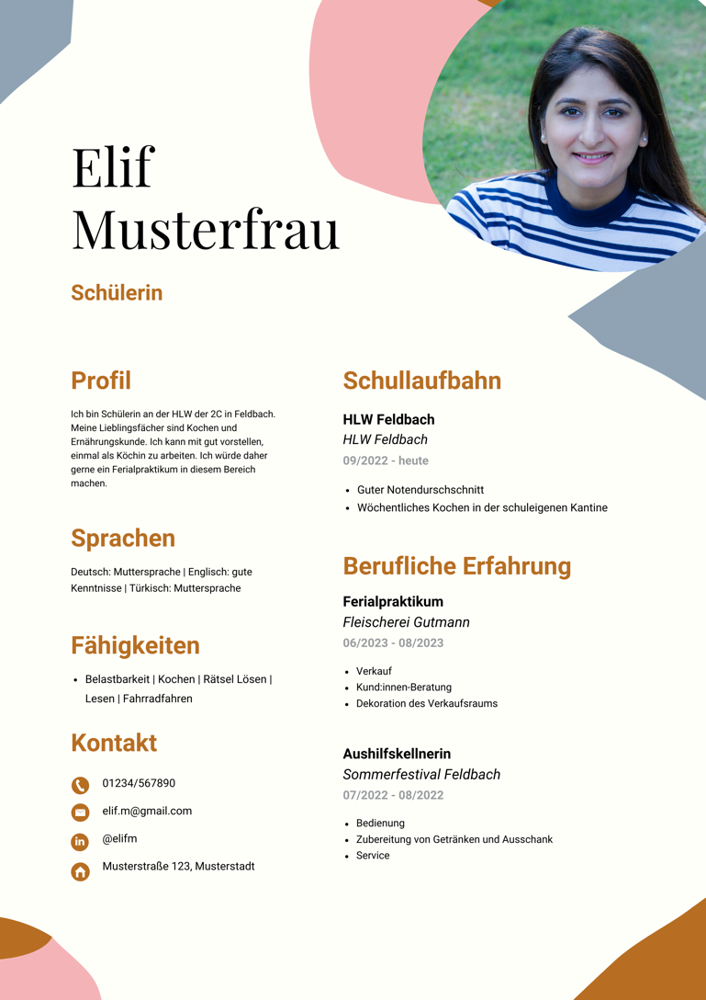 Elif
Musterfrau
Schülerin
Profil
Ich bin Schülerin an der HLW der 2C in Feldbach.
Meine Lieblingsfächer sind Kochen und
Ernährungskunde. Ich kann mit gut vorstellen,
einmal als Köchin zu arbeiten. Ich würde daher
gerne ein Ferialpraktikum in diesem Bereich
machen.
Sprachen
Deutsch: Muttersprache | Englisch: gute
Kenntnisse | Türkisch: Muttersprache
Fähigkeiten
• Belastbarkeit | Kochen | Rätsel Lösen |
Lesen | Fahrradfahren
Kontakt
01234/567890
elif.m@gmail.com
in @elifm
Musterstraße 123, Musterstadt
Schullaufbahn
HLW Feldbach
HLW Feldbach
09/2022 - heute
• Guter Notendurschschnitt
• Wöchentliches Kochen in der schuleigenen Kantine
Berufliche Erfahrung
Ferialpraktikum
Fleischerei Gutmann
06/2023 - 08/2023
• Verkauf
• Kund:innen-Beratung
• Dekoration des Verkaufsraums
Aushilfskellnerin
Sommerfestival Feldbach
07/2022 - 08/2022
• Bedienung
• Zubereitung von Getränken und Ausschank
• Service